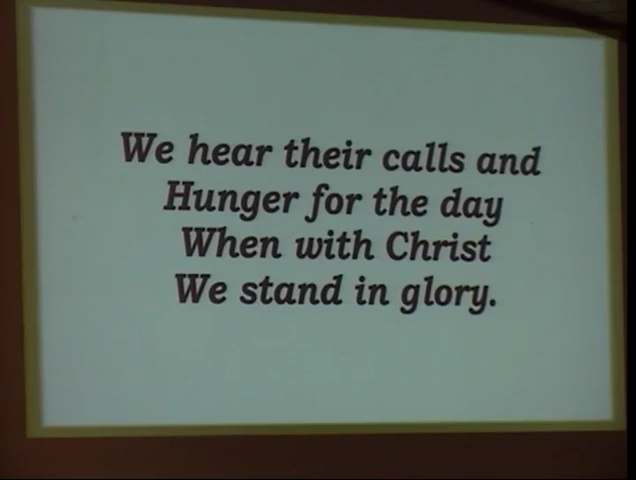 We hear their calls and
Hunger for the day
When with Christ
We stand in glory.